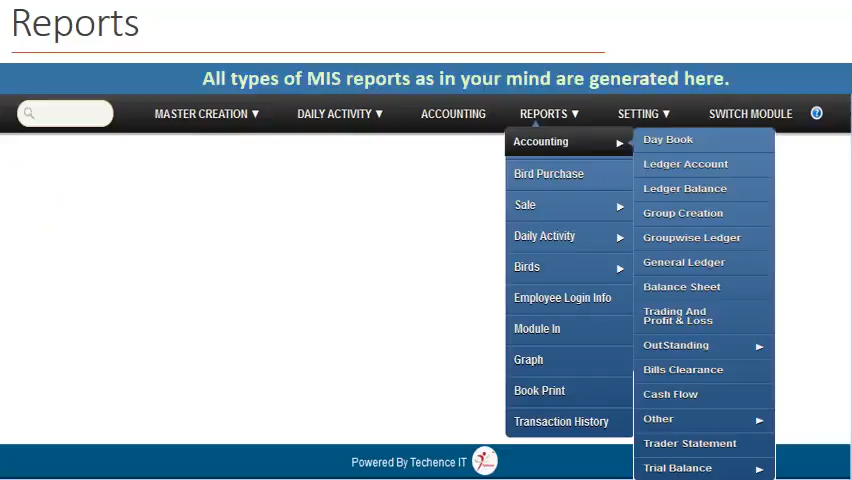 Reports
All types of MIS reports as in your mind are generated here.
MASTER CREATION ▼ DAILY ACTIVITY ▼ ACCOUNTING REPORTS ▼ SETTING ▼ SWITCH MODULE ?
Accounting ▶
Bird Purchase
Sale ▶
Daily Activity ▶
Birds ▶
Employee Login Info
Module In
Graph
Book Print
Transaction History
Day Book
Ledger Account
Ledger Balance
Group Creation
Groupwise Ledger
General Ledger
Balance Sheet
Trading And
Profit & Loss
OutStanding ▶
Bills Clearance
Cash Flow
Other ▶
Trader Statement
Trial Balance ▶
Powered By Techence IT